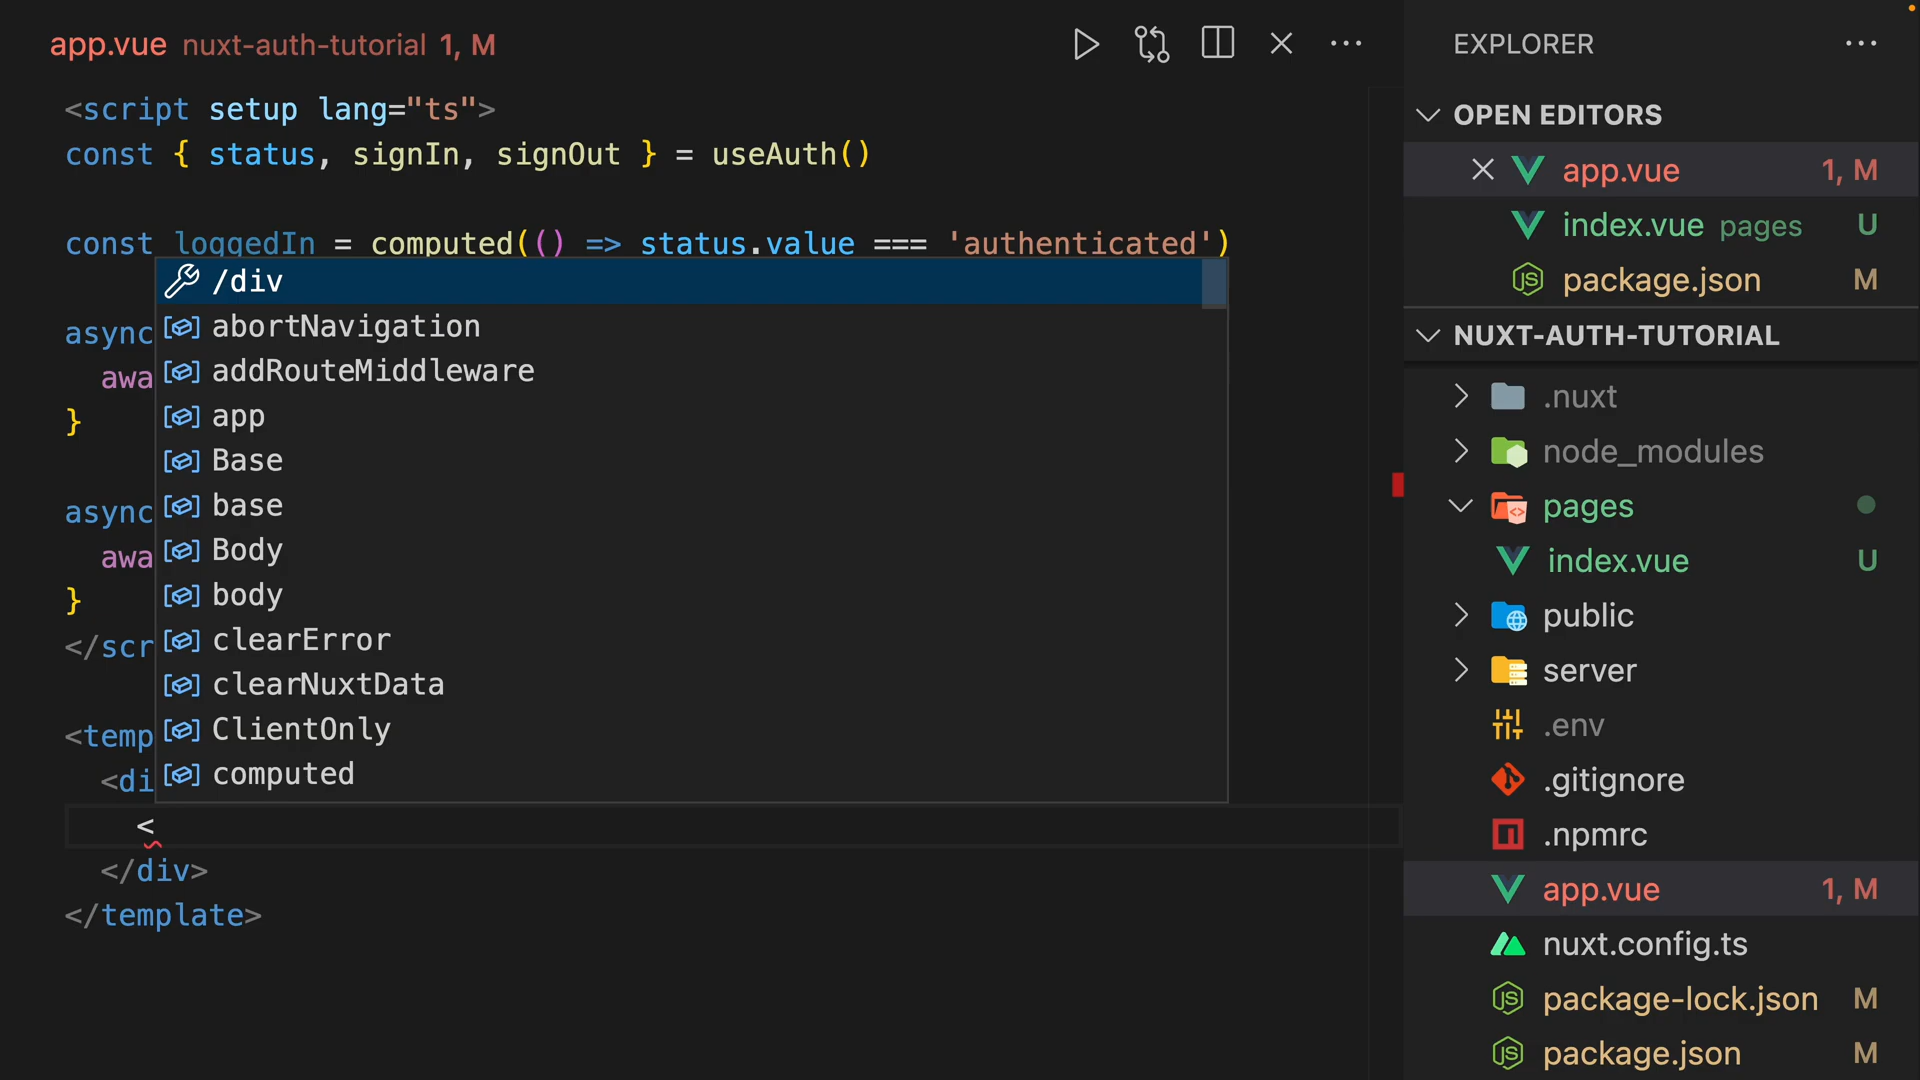 app.vue nuxt-auth-tutorial 1, M
<script setup lang="ts">
const { status, signIn, signOut } = useAuth()
const loggedIn = computed(() => status.value === 'authenticated')
/div
abortNavigation
async
addRouteMiddleware
awa
app
}
Base
base
async
Body
awa
body
}
clearError
</scr
clearNuxtData
ClientOnly
<temp
computed
<di
<
</div>
</template>
EXPLORER
OPEN EDITORS
app.vue 1, M
index.vue pages U
package.json M
NUXT-AUTH-TUTORIAL
.nuxt
node_modules
pages
index.vue U
public
server
.env
.gitignore
.npmrc
app.vue 1, M
nuxt.config.ts
package-lock.json M
package.json M